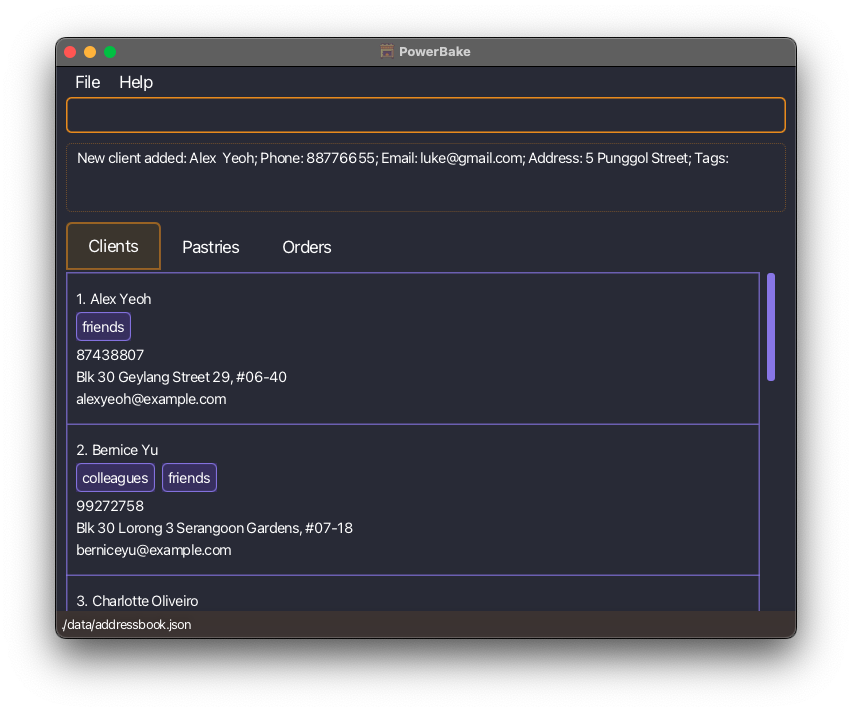 PowerBake
File Help
New client added: Alex  Yeoh; Phone: 88776655; Email: luke@gmail.com; Address: 5 Punggol Street; Tags:
Clients Pastries Orders
1. Alex Yeoh
friends
87438807
Blk 30 Geylang Street 29, #06-40
alexyeoh@example.com
2. Bernice Yu
colleagues friends
99272758
Blk 30 Lorong 3 Serangoon Gardens, #07-18
berniceyu@example.com
3. Charlotte Oliveiro
./data/addressbook.json